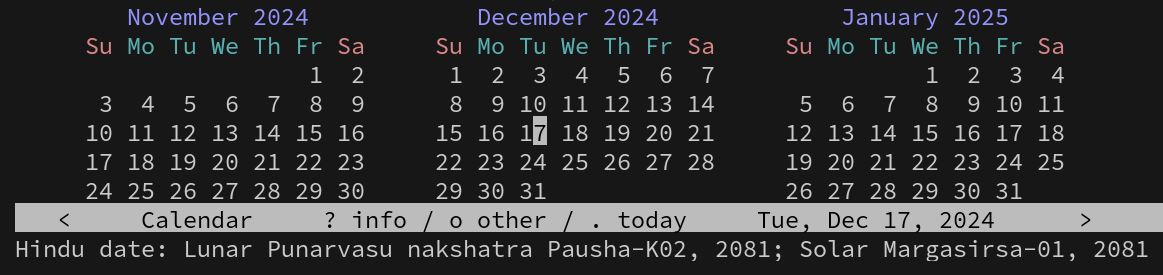 November 2024 December 2024 January 2025
Su Mo Tu We Th Fr Sa Su Mo Tu We Th Fr Sa Su Mo Tu We Th Fr Sa
1 2 1 2 3 4 5 6 7 1 2 3 4
3 4 5 6 7 8 9 8 9 10 11 12 13 14 5 6 7 8 9 10 11
10 11 12 13 14 15 16 15 16 17 18 19 20 21 12 13 14 15 16 17 18
17 18 19 20 21 22 23 22 23 24 25 26 27 28 19 20 21 22 23 24 25
24 25 26 27 28 29 30 29 30 31 26 27 28 29 30 31
< Calendar ? info / o other / . today Tue, Dec 17, 2024 >
Hindu date: Lunar Punarvasu nakshatra Pausha-K02, 2081; Solar Margasirsa-01, 2081